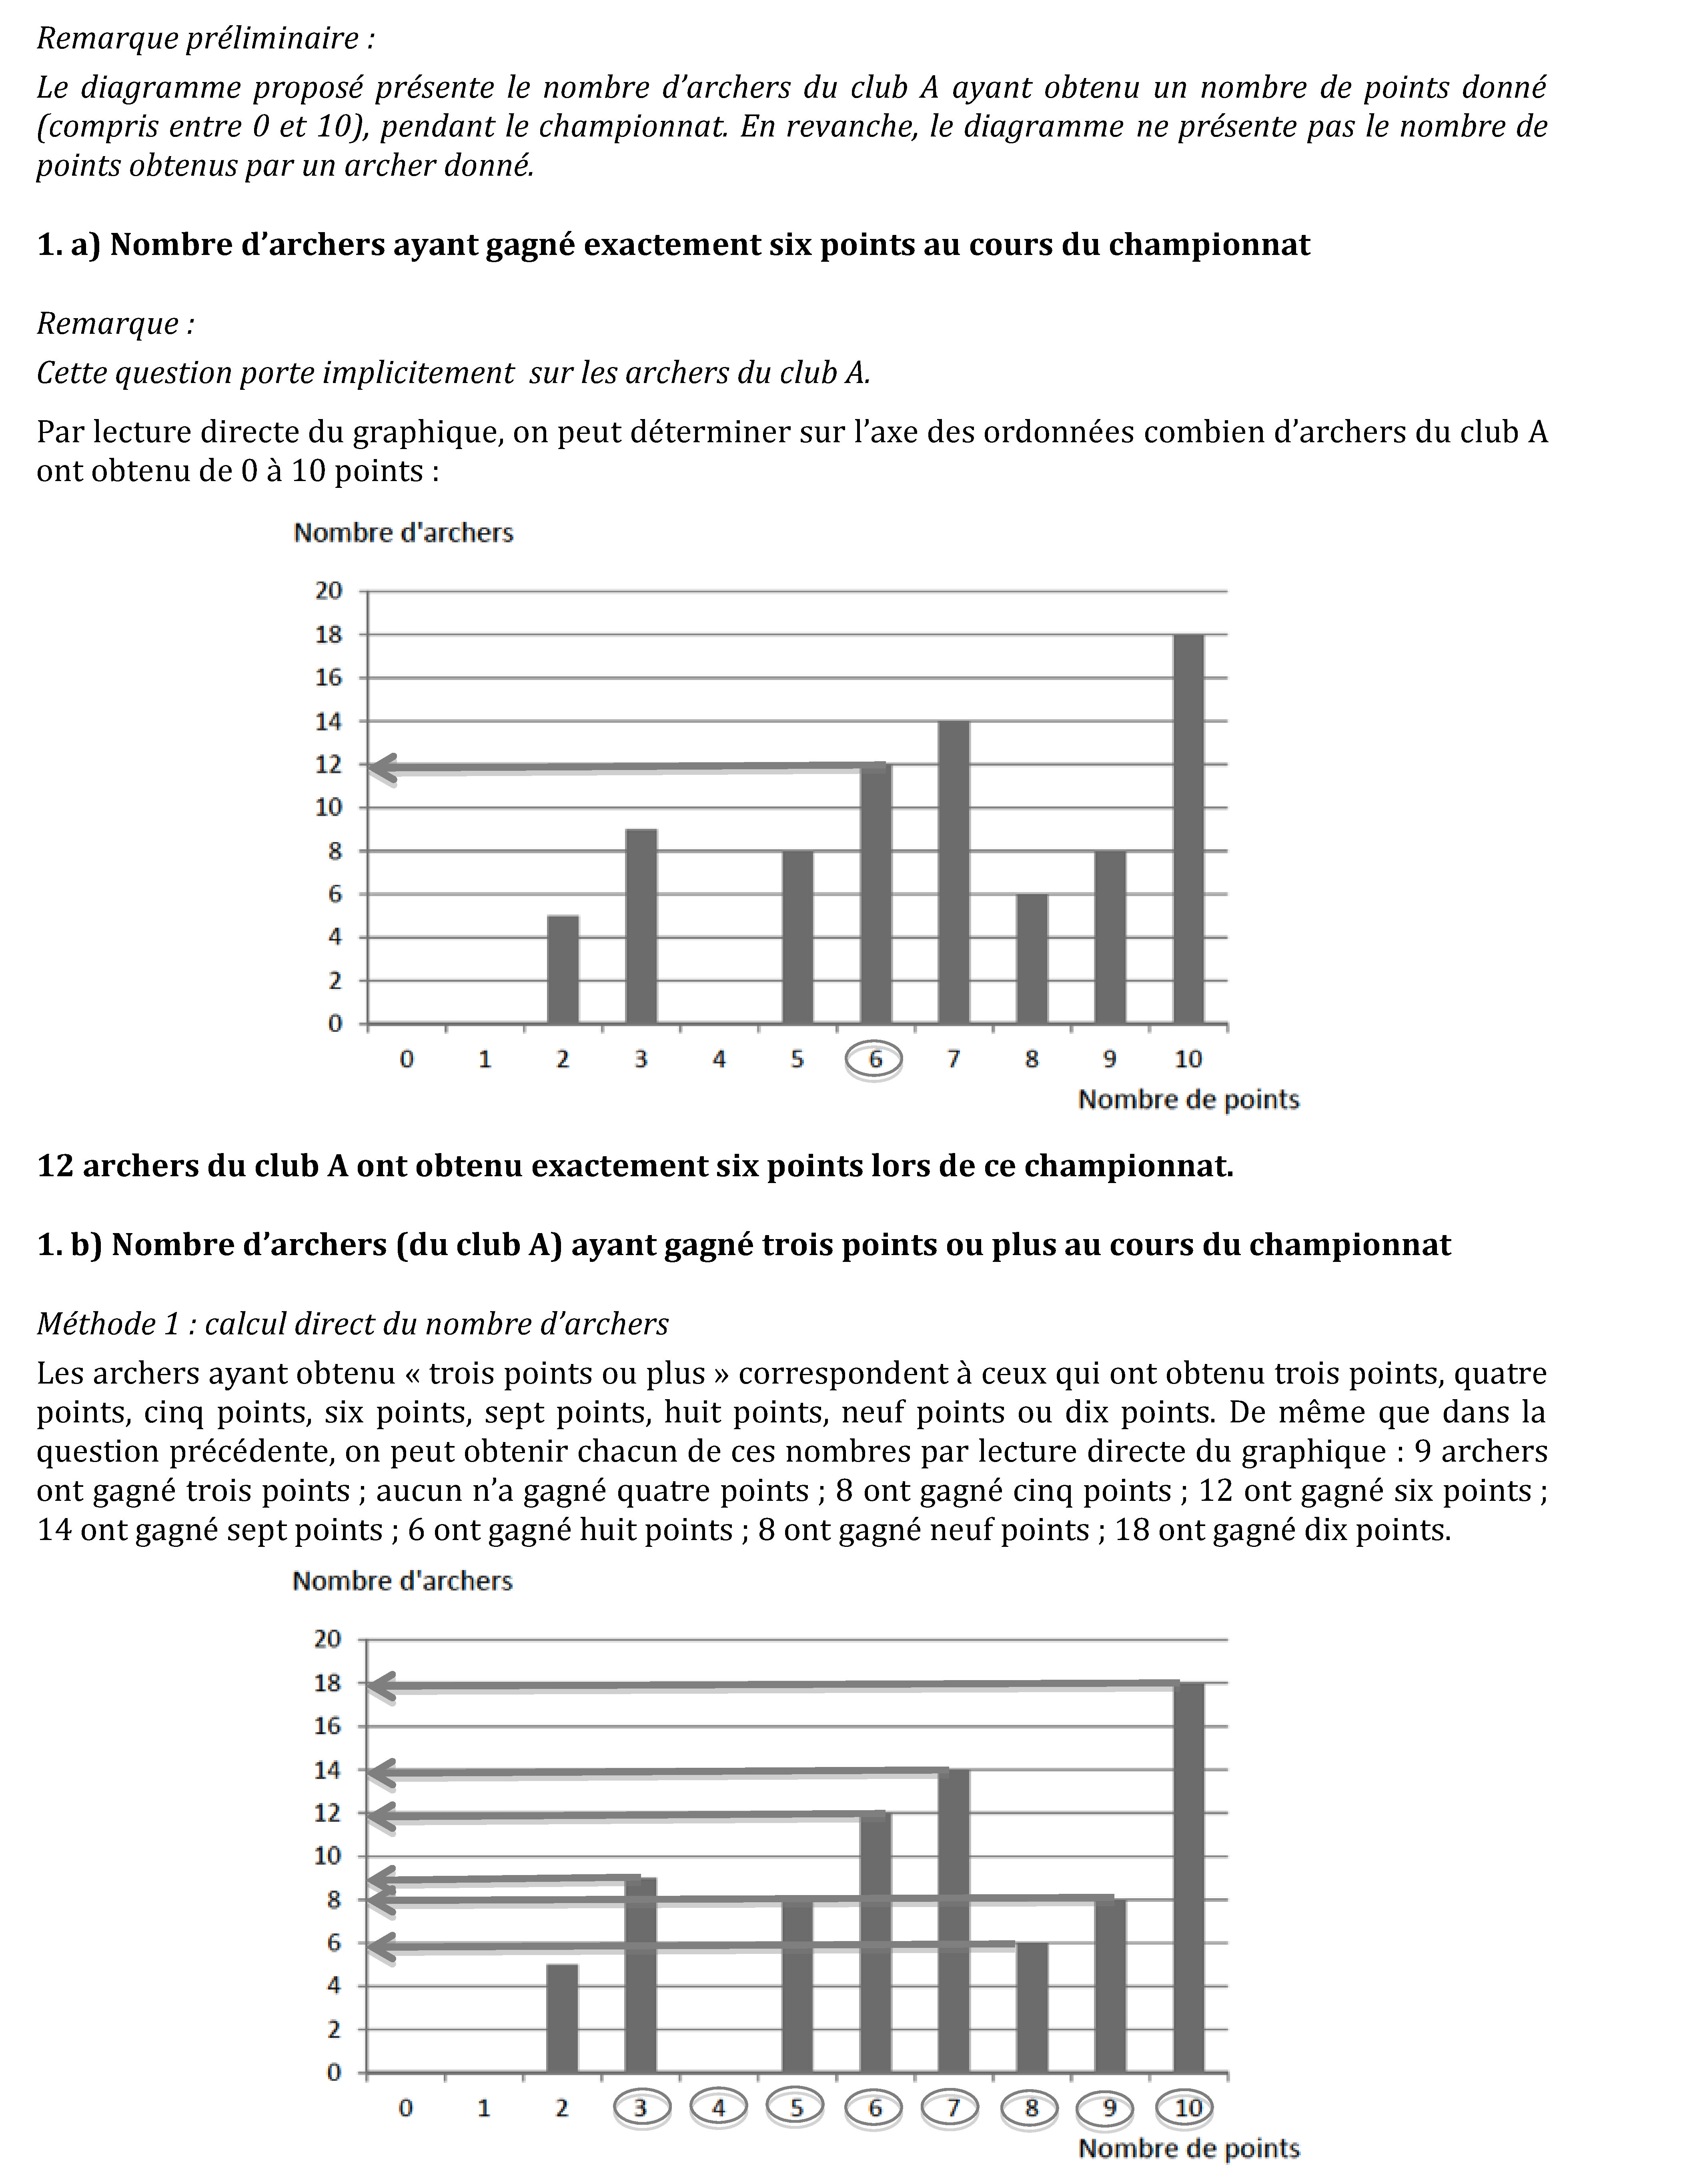 Remarque préliminaire :
Le diagramme proposé présente le nombre d’archers du club A ayant obtenu un nombre de points donné
(compris entre 0 et 10), pendant le championnat. En revanche, le diagramme ne présente pas le nombre de
points obtenus par un archer donné.
1. a) Nombre d’archers ayant gagné exactement six points au cours du championnat
Remarque :
Cette question porte implicitement  sur les archers du club A.
Par lecture directe du graphique, on peut déterminer sur l’axe des ordonnées combien d’archers du club A
ont obtenu de 0 à 10 points :
Nombre d'archers
20
18
16
14
12
10
8
6
4
2
0
0 1 2 3 4 5 6 7 8 9 10
Nombre de points
12 archers du club A ont obtenu exactement six points lors de ce championnat.
1. b) Nombre d’archers (du club A) ayant gagné trois points ou plus au cours du championnat
Méthode 1 : calcul direct du nombre d’archers
Les archers ayant obtenu « trois points ou plus » correspondent à ceux qui ont obtenu trois points, quatre
points, cinq points, six points, sept points, huit points, neuf points ou dix points. De même que dans la
question précédente, on peut obtenir chacun de ces nombres par lecture directe du graphique : 9 archers
ont gagné trois points ; aucun n’a gagné quatre points ; 8 ont gagné cinq points ; 12 ont gagné six points ;
14 ont gagné sept points ; 6 ont gagné huit points ; 8 ont gagné neuf points ; 18 ont gagné dix points.
Nombre d'archers
20
18
16
14
12
10
8
6
4
2
0
0 1 2 3 4 5 6 7 8 9 10
Nombre de points